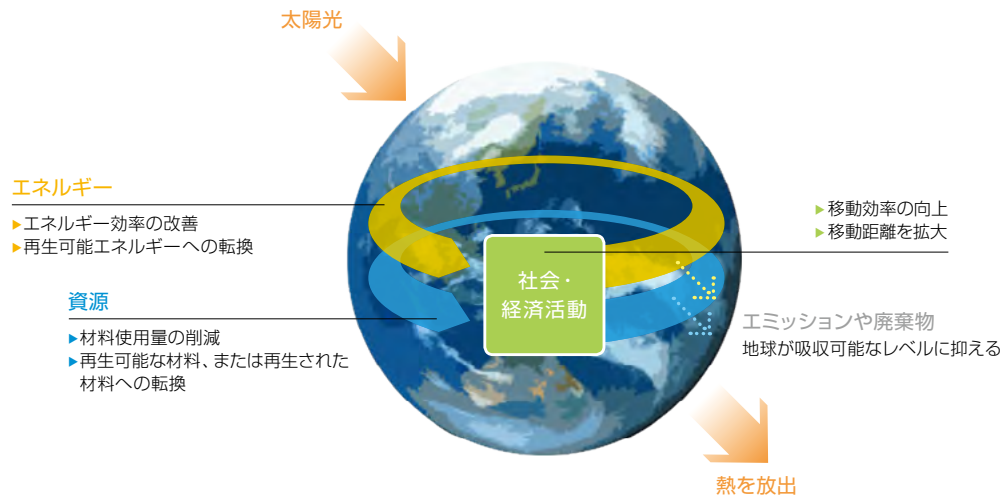 太陽光
エネルギー
▶エネルギー効率の改善
▶再生可能エネルギーへの転換
資源
▶材料使用量の削減
▶再生可能な材料、または再生された
材料への転換
社会・
経済活動
▶移動効率の向上
▶移動距離を拡大
エミッションや廃棄物
地球が吸収可能なレベルに抑える
熱を放出